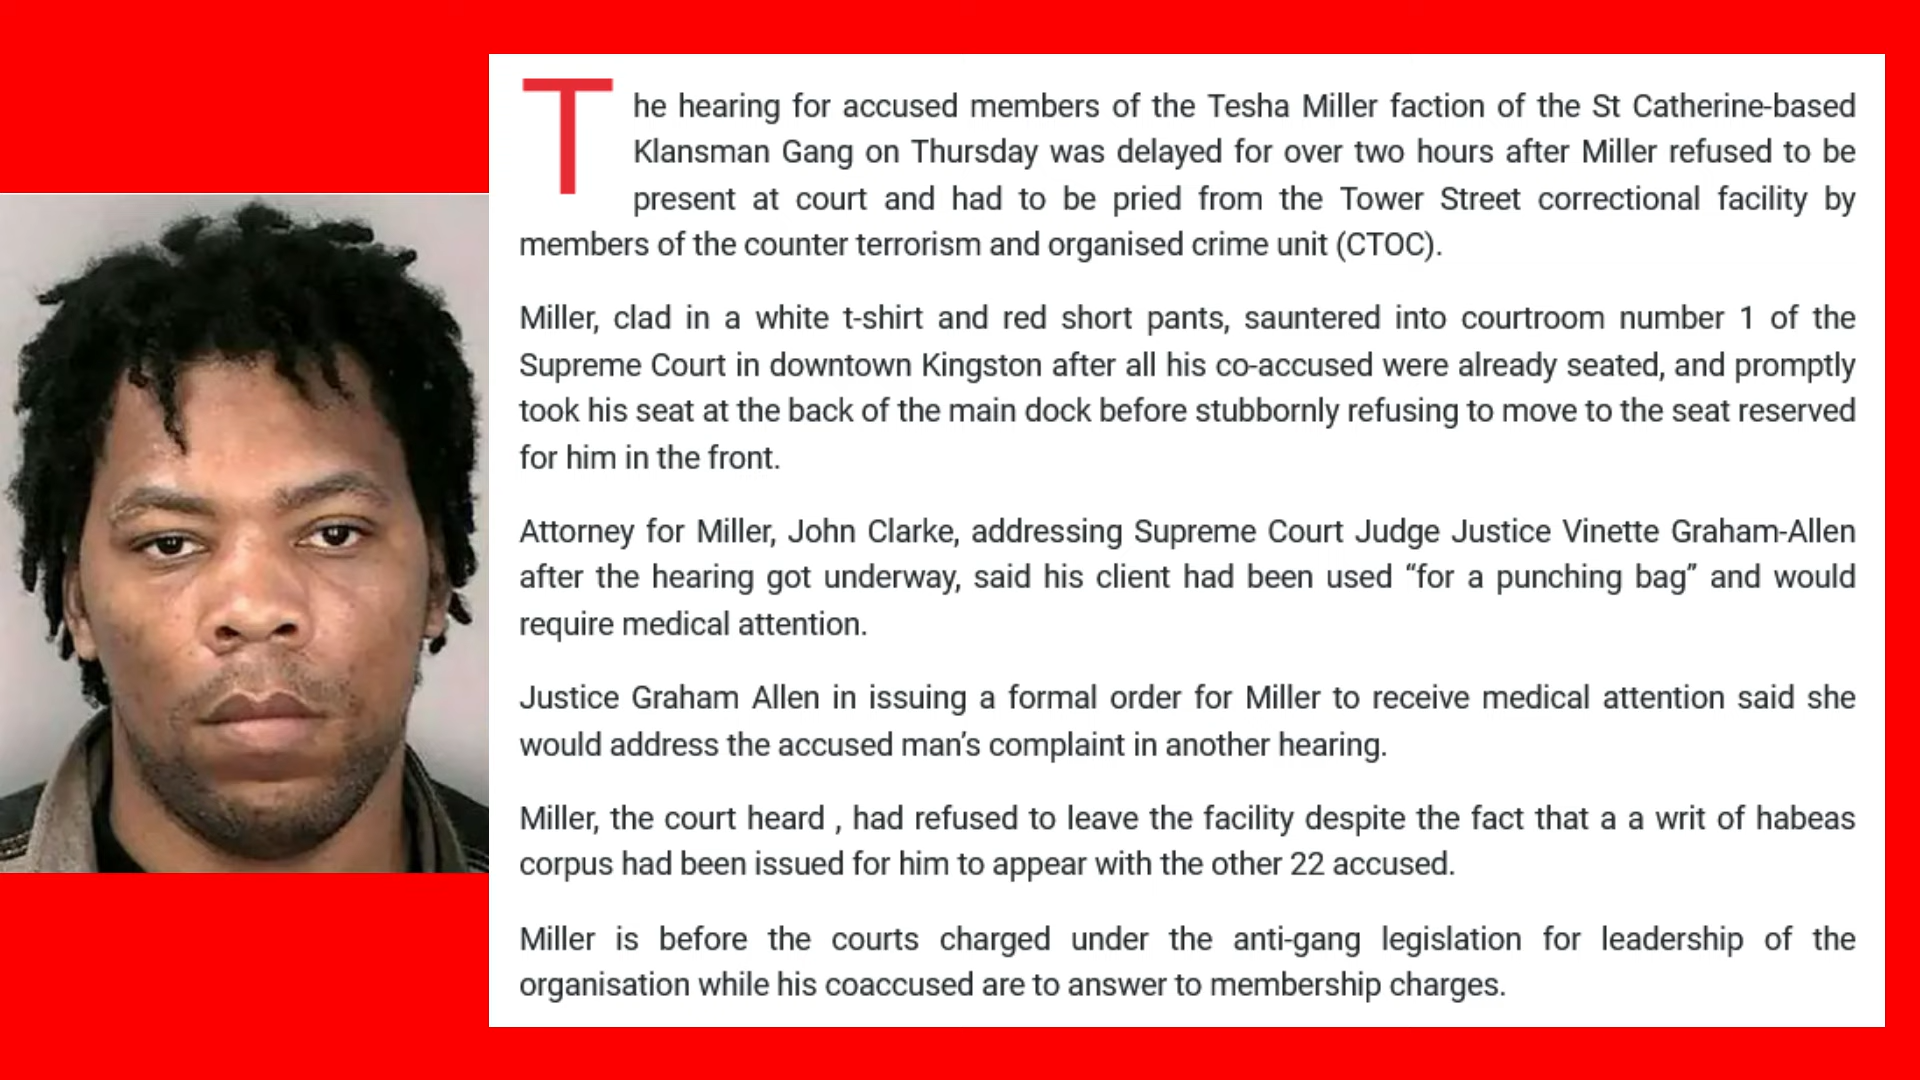 The hearing for accused members of the Tesha Miller faction of the St Catherine-based
Klansman Gang on Thursday was delayed for over two hours after Miller refused to be
present at court and had to be pried from the Tower Street correctional facility by
members of the counter terrorism and organised crime unit (CTOC).
Miller, clad in a white t-shirt and red short pants, sauntered into courtroom number 1 of the
Supreme Court in downtown Kingston after all his co-accused were already seated, and promptly
took his seat at the back of the main dock before stubbornly refusing to move to the seat reserved
for him in the front.
Attorney for Miller, John Clarke, addressing Supreme Court Judge Justice Vinette Graham-Allen
after the hearing got underway, said his client had been used “for a punching bag” and would
require medical attention.
Justice Graham Allen in issuing a formal order for Miller to receive medical attention said she
would address the accused man’s complaint in another hearing.
Miller, the court heard , had refused to leave the facility despite the fact that a a writ of habeas
corpus had been issued for him to appear with the other 22 accused.
Miller is before the courts charged under the anti-gang legislation for leadership of the
organisation while his coaccused are to answer to membership charges.